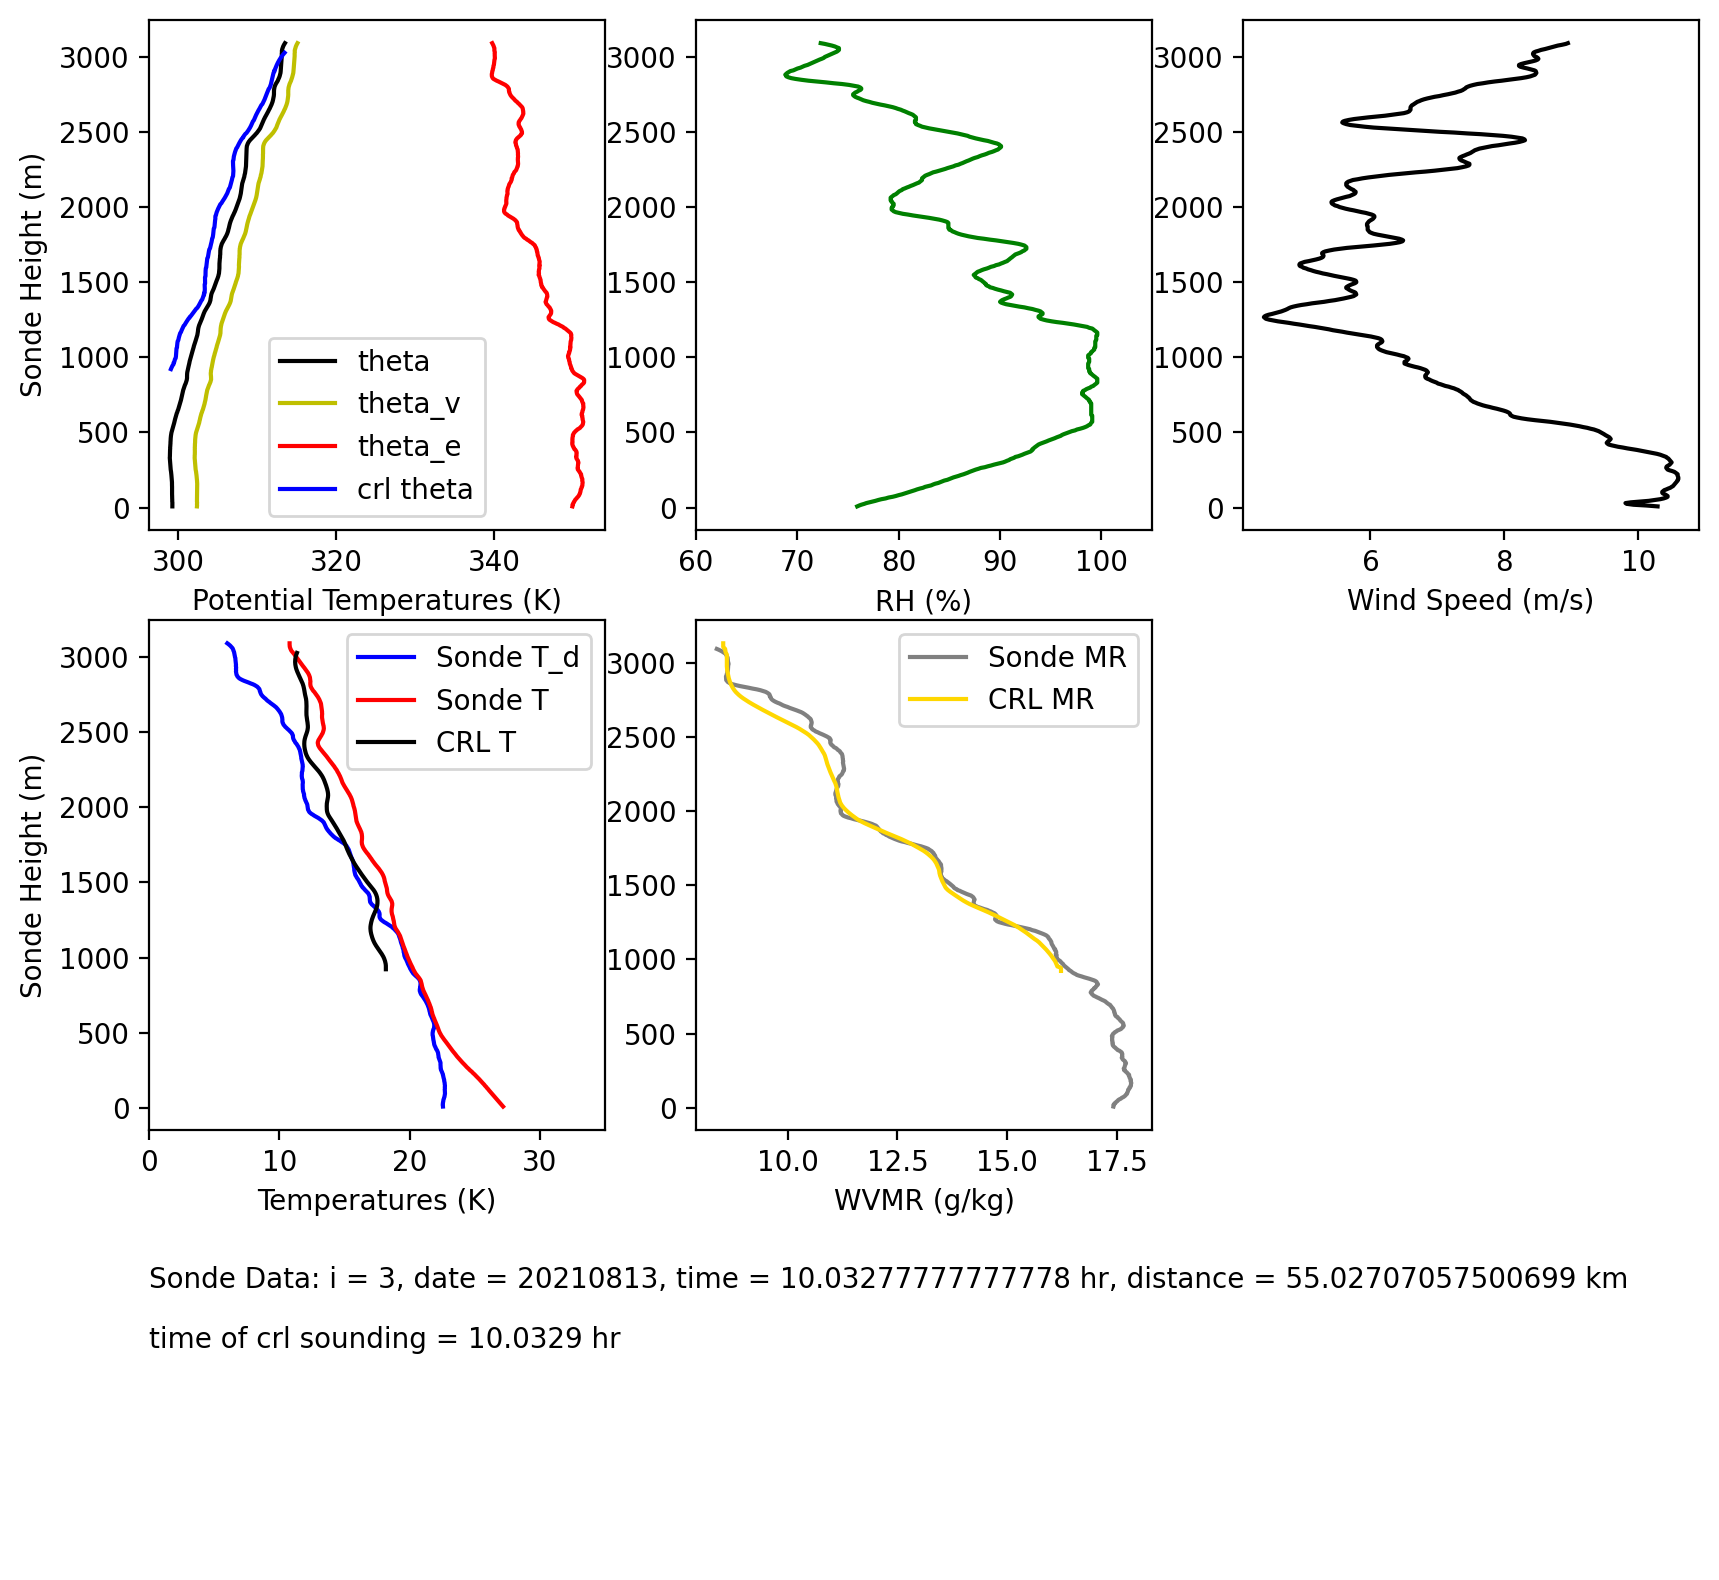 3000
2500
2000
1500
1000
500
0
Sonde Height (m)
300 320 340
Potential Temperatures (K)
theta
theta_v
theta_e
crl theta
3000
2500
2000
1500
1000
500
0
60 70 80 90 100
RH (%)
3000
2500
2000
1500
1000
500
0
6 8 10
Wind Speed (m/s)
3000
2500
2000
1500
1000
500
0
Sonde Height (m)
0 10 20 30
Temperatures (K)
Sonde T_d
Sonde T
CRL T
3000
2500
2000
1500
1000
500
0
10.0 12.5 15.0 17.5
WVMR (g/kg)
Sonde MR
CRL MR
Sonde Data: i = 3, date = 20210813, time = 10.03277777777778 hr, distance = 55.02707057500699 km
time of crl sounding = 10.0329 hr